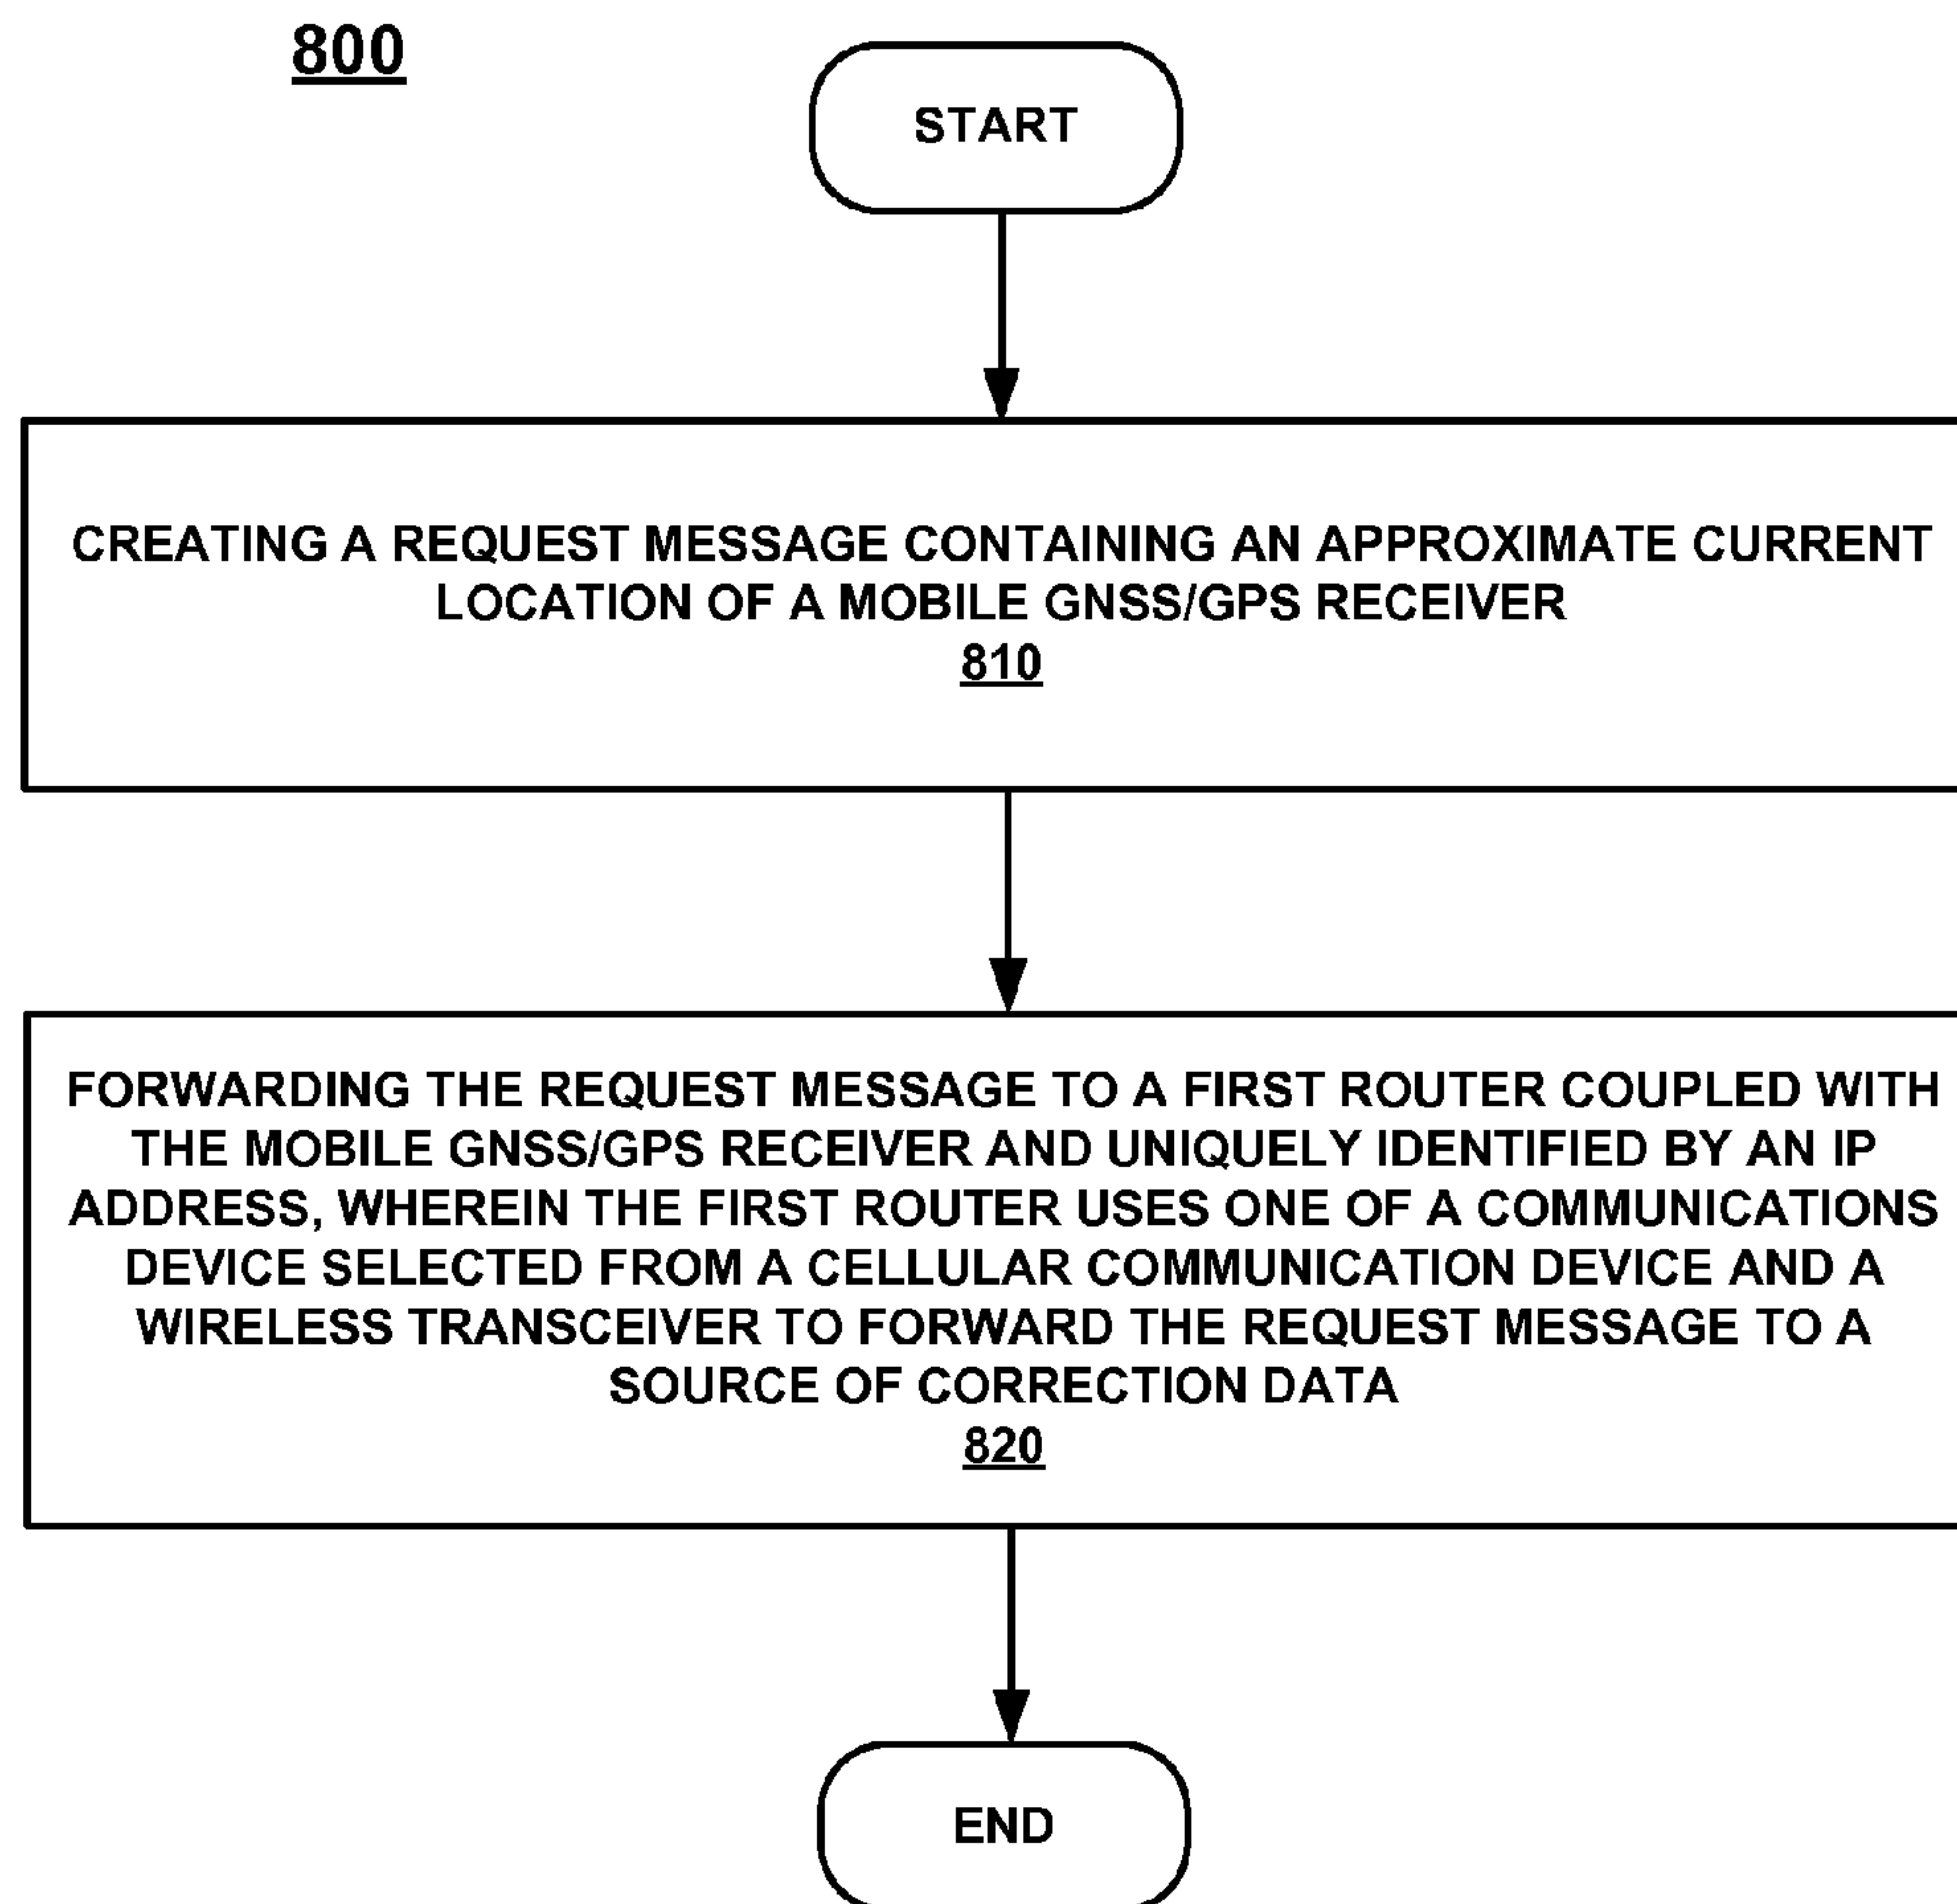 800
START
CREATING A REQUEST MESSAGE CONTAINING AN APPROXIMATE CURRENT
LOCATION OF A MOBILE GNSS/GPS RECEIVER
810
FORWARDING THE REQUEST MESSAGE TO A FIRST ROUTER COUPLED WITH
THE MOBILE GNSS/GPS RECEIVER AND UNIQUELY IDENTIFIED BY AN IP
ADDRESS, WHEREIN THE FIRST ROUTER USES ONE OF A COMMUNICATIONS
DEVICE SELECTED FROM A CELLULAR COMMUNICATION DEVICE AND A
WIRELESS TRANSCEIVER TO FORWARD THE REQUEST MESSAGE TO A
SOURCE OF CORRECTION DATA
820
END